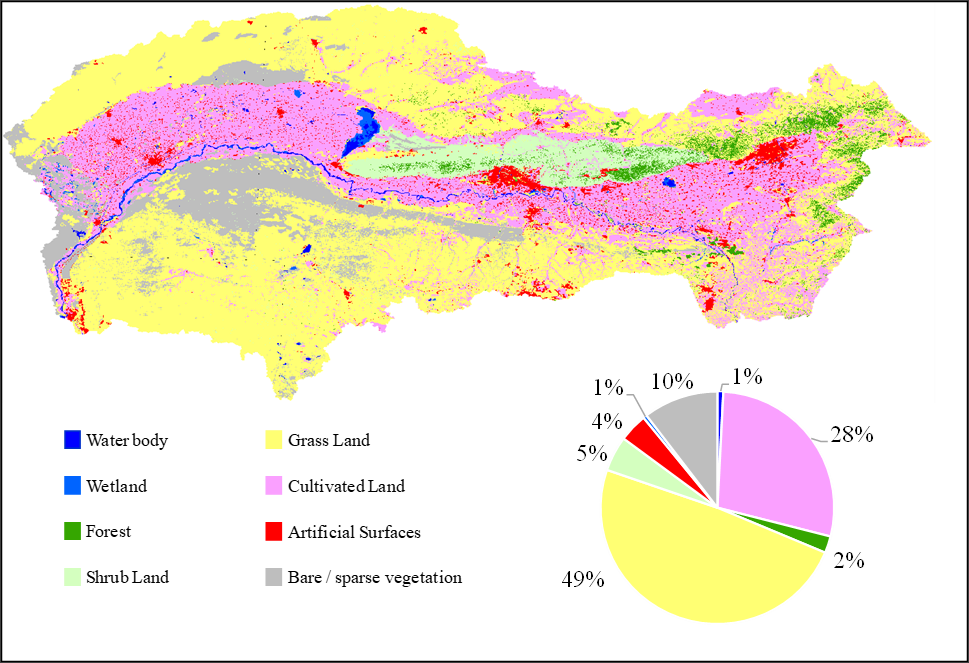 1%
10%
1%
4%
28%
5%
2%
49%
Water body
Grass Land
Wetland
Cultivated Land
Forest
Artificial Surfaces
Shrub Land
Bare / sparse vegetation